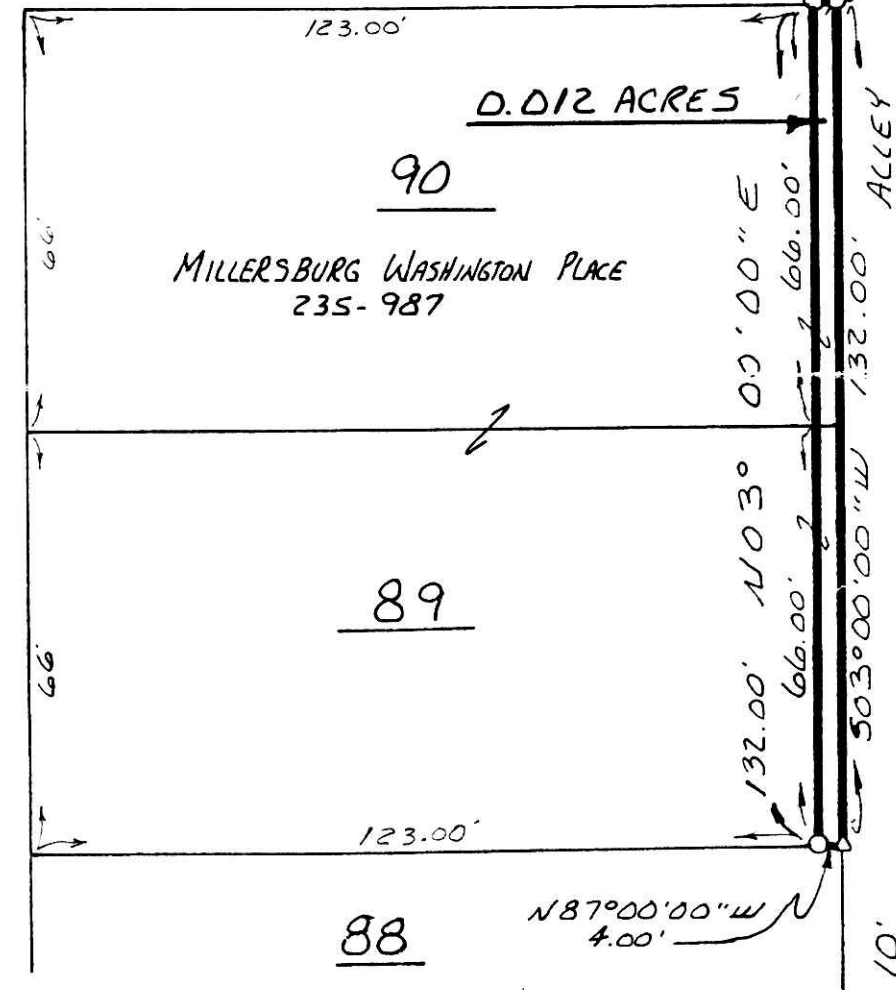 123.00'
0.012 ACRES
90
66'
MILLERSBURG WASHINGTON PLACE
235-987
ALLEY
132.00' N03° 00'00"E
66.00'
S03°00'00"W 132.00'
89
66'
66.00'
123.00'
88
N87°00'00"W
4.00'
10'